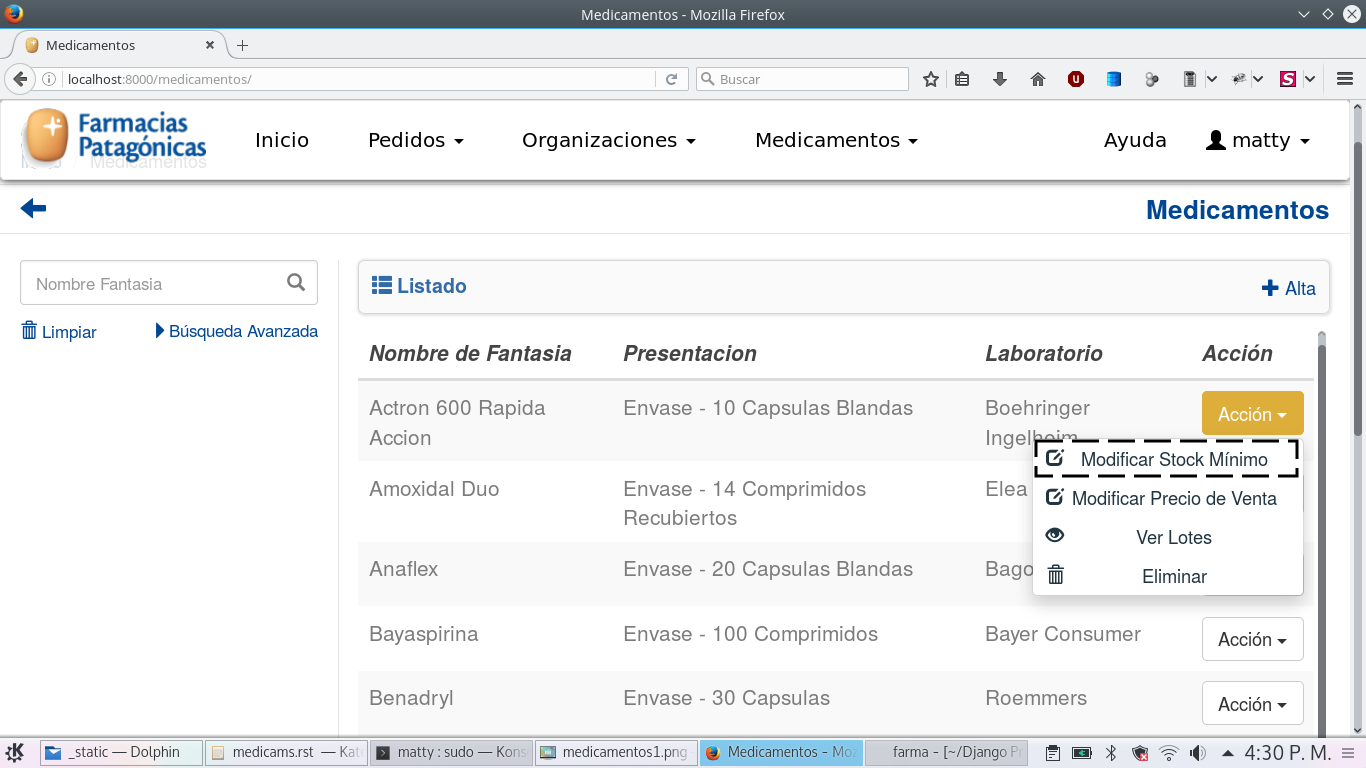 Medicamentos - Mozilla Firefox
Medicamentos
localhost:8000/medicamentos/
Buscar
Farmacias
Patagónicas
Inicio
Pedidos
Organizaciones
Medicamentos
Ayuda
matty
Medicamentos
Medicamentos
Nombre Fantasia
Limpiar
Búsqueda Avanzada
Listado
Alta
Nombre de Fantasia
Presentacion
Laboratorio
Acción
Actron 600 Rapida
Accion
Envase - 10 Capsulas Blandas
Boehringer
Ingelheim
Acción
Modificar Stock Mínimo
Modificar Precio de Venta
Ver Lotes
Eliminar
Amoxidal Duo
Envase - 14 Comprimidos
Recubiertos
Elea
Anaflex
Envase - 20 Capsulas Blandas
Bago
Bayaspirina
Envase - 100 Comprimidos
Bayer Consumer
Acción
Benadryl
Envase - 30 Capsulas
Roemmers
Acción
_static — Dolphin
medicams.rst — Kat
matty : sudo — Kons
medicamentos1.png
Medicamentos - Moz
farma - [~/Django P
4:30 P. M.